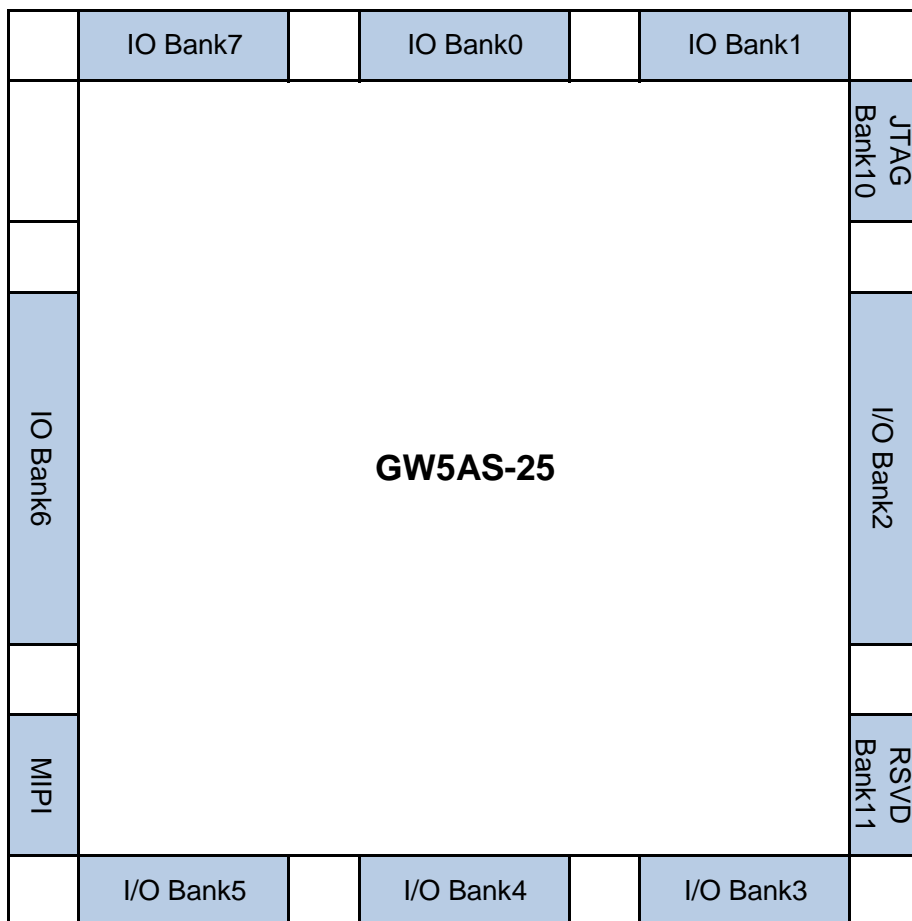 IO Bank7
IO Bank0
IO Bank1
JTAG
Bank10
IO Bank6
GW5AS-25
I/O Bank2
MIPI
RSVD
Bank11
I/O Bank5
I/O Bank4
I/O Bank3